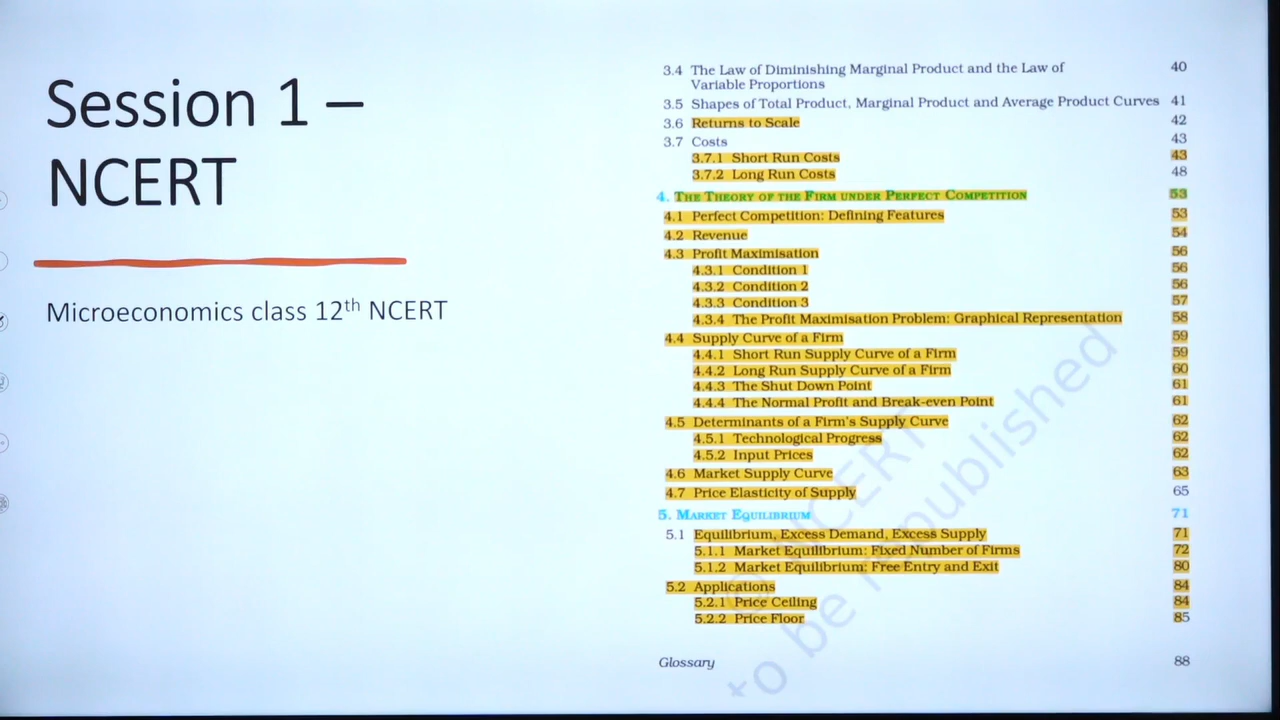 Session 1 –
NCERT
Microeconomics class 12th NCERT
3.4 The Law of Diminishing Marginal Product and the Law of 40
Variable Proportions
3.5 Shapes of Total Product, Marginal Product and Average Product Curves 41
3.6 Returns to Scale 42
3.7 Costs 43
3.7.1 Short Run Costs 43
3.7.2 Long Run Costs 48
4. The Theory of the Firm under Perfect Competition 53
4.1 Perfect Competition: Defining Features 53
4.2 Revenue 54
4.3 Profit Maximisation 56
4.3.1 Condition 1 56
4.3.2 Condition 2 56
4.3.3 Condition 3 57
4.3.4 The Profit Maximisation Problem: Graphical Representation 58
4.4 Supply Curve of a Firm 59
4.4.1 Short Run Supply Curve of a Firm 59
4.4.2 Long Run Supply Curve of a Firm 60
4.4.3 The Shut Down Point 61
4.4.4 The Normal Profit and Break-even Point 61
4.5 Determinants of a Firm's Supply Curve 62
4.5.1 Technological Progress 62
4.5.2 Input Prices 62
4.6 Market Supply Curve 63
4.7 Price Elasticity of Supply 65
5. Market Equilibrium 71
5.1 Equilibrium, Excess Demand, Excess Supply 71
5.1.1 Market Equilibrium: Fixed Number of Firms 72
5.1.2 Market Equilibrium: Free Entry and Exit 80
5.2 Applications 84
5.2.1 Price Ceiling 84
5.2.2 Price Floor 85
Glossary 88
NCERT
to be republished